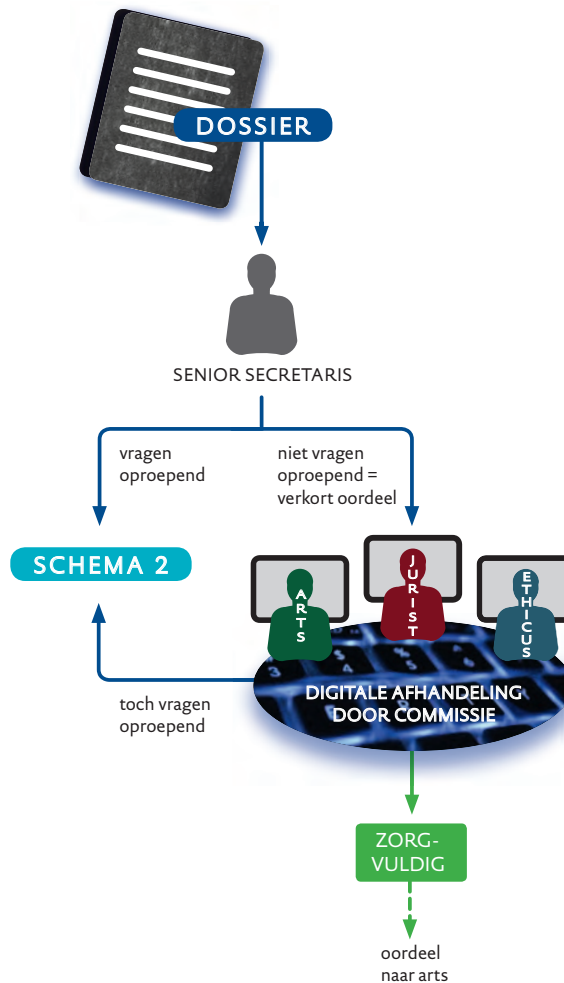 DOSSIER
SENIOR SECRETARIS
vragen
oproepend
niet vragen
oproepend =
verkort oordeel
SCHEMA 2
ARTS
JURIST
ETHICUS
DIGITALE AFHANDELING
DOOR COMMISSIE
toch vragen
oproepend
ZORG-
VULDIG
oordeel
naar arts